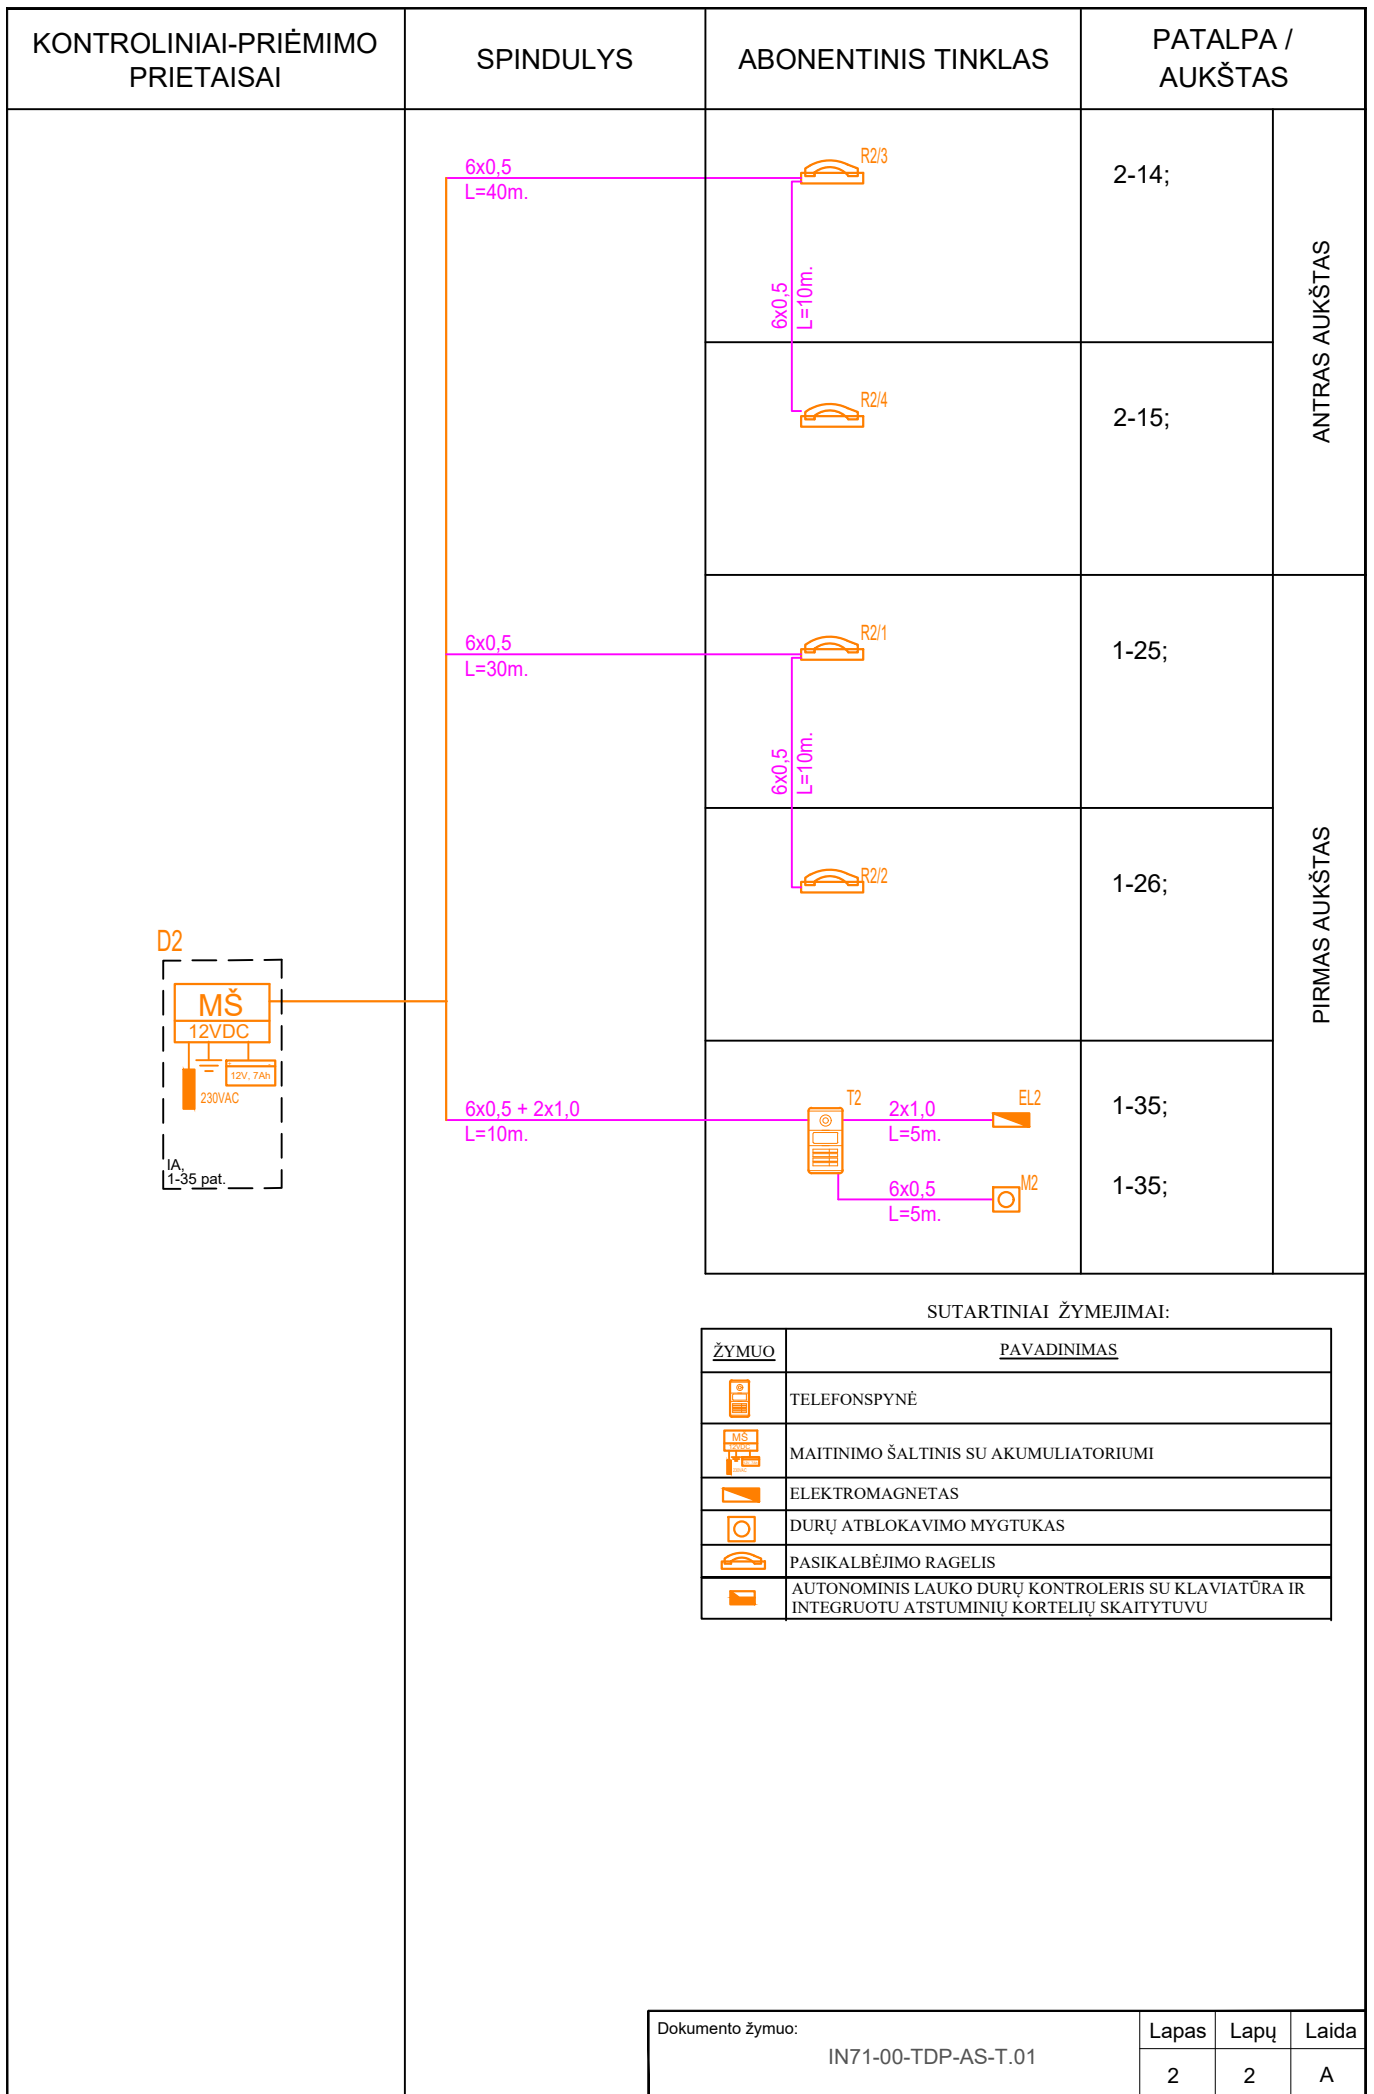 KONTROLINIAI-PRIĖMIMO
PRIETAISAI
SPINDULYS
ABONENTINIS TINKLAS
PATALPA /
AUKŠTAS
6x0,5
L=40m.
R2/3
2-14;
6x0,5
L=10m.
R2/4
2-15;
ANTRAS AUKŠTAS
6x0,5
L=30m.
R2/1
1-25;
6x0,5
L=10m.
R2/2
1-26;
PIRMAS AUKŠTAS
D2
MŠ
12VDC
12V, 7Ah
230VAC
IA,
1-35 pat.
6x0,5 + 2x1,0
L=10m.
T2
2x1,0
L=5m.
EL2
1-35;
6x0,5
L=5m.
M2
1-35;
SUTARTINIAI ŽYMEJIMAI:
ŽYMUO
PAVADINIMAS
TELEFONSPYNĖ
MŠ
12VDC
MAITINIMO ŠALTINIS SU AKUMULIATORIUMI
ELEKTROMAGNETAS
DURŲ ATBLOKAVIMO MYGTUKAS
PASIKALBĖJIMO RAGELIS
AUTONOMINIS LAUKO DURŲ KONTROLERIS SU KLAVIATŪRA IR
INTEGRUOTU ATSTUMINIŲ KORTELIŲ SKAITYTUVU
Dokumento žymuo:
IN71-00-TDP-AS-T.01
Lapas
Lapų
Laida
2
2
A